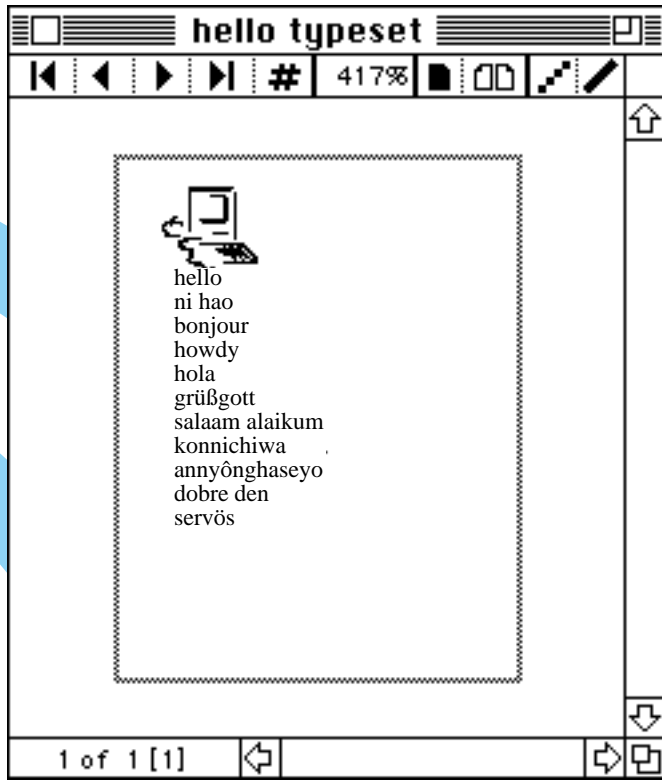 hello typeset
# 417%
hello
ni hao
bonjour
howdy
hola
grüßgott
salaam alaikum
konnichiwa
annyônghaseyo
dobre den
servös
1 of 1 [1]